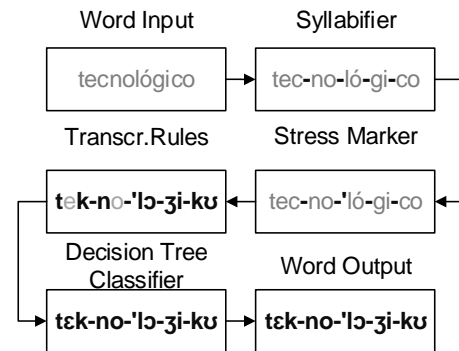 Word Input
Syllabifier
tecnológico
tec-no-ló-gi-co
Transcr.Rules
Stress Marker
tek-no-'lɔ-ʒi-kʊ
tec-no-'ló-gi-co
Decision Tree
Classifier
Word Output
tɛk-no-'lɔ-ʒi-kʊ
tɛk-no-'lɔ-ʒi-kʊ